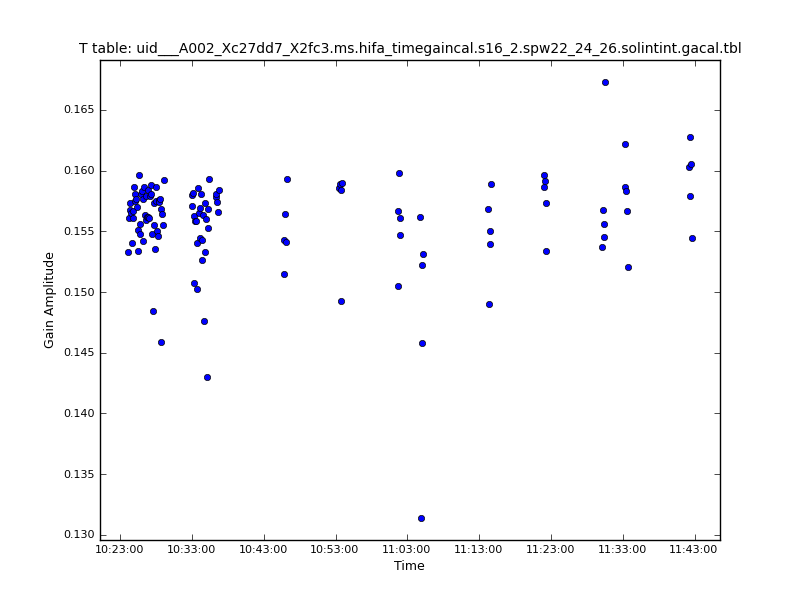 T table: uid___A002_Xc27dd7_X2fc3.ms.hifa_timegaincal.s16_2.spw22_24_26.solintint.gacal.tbl
0.165
0.160
0.155
0.150
0.145
0.140
0.135
0.130
Gain Amplitude
10:23:00 10:33:00 10:43:00 10:53:00 11:03:00 11:13:00 11:23:00 11:33:00 11:43:00
Time